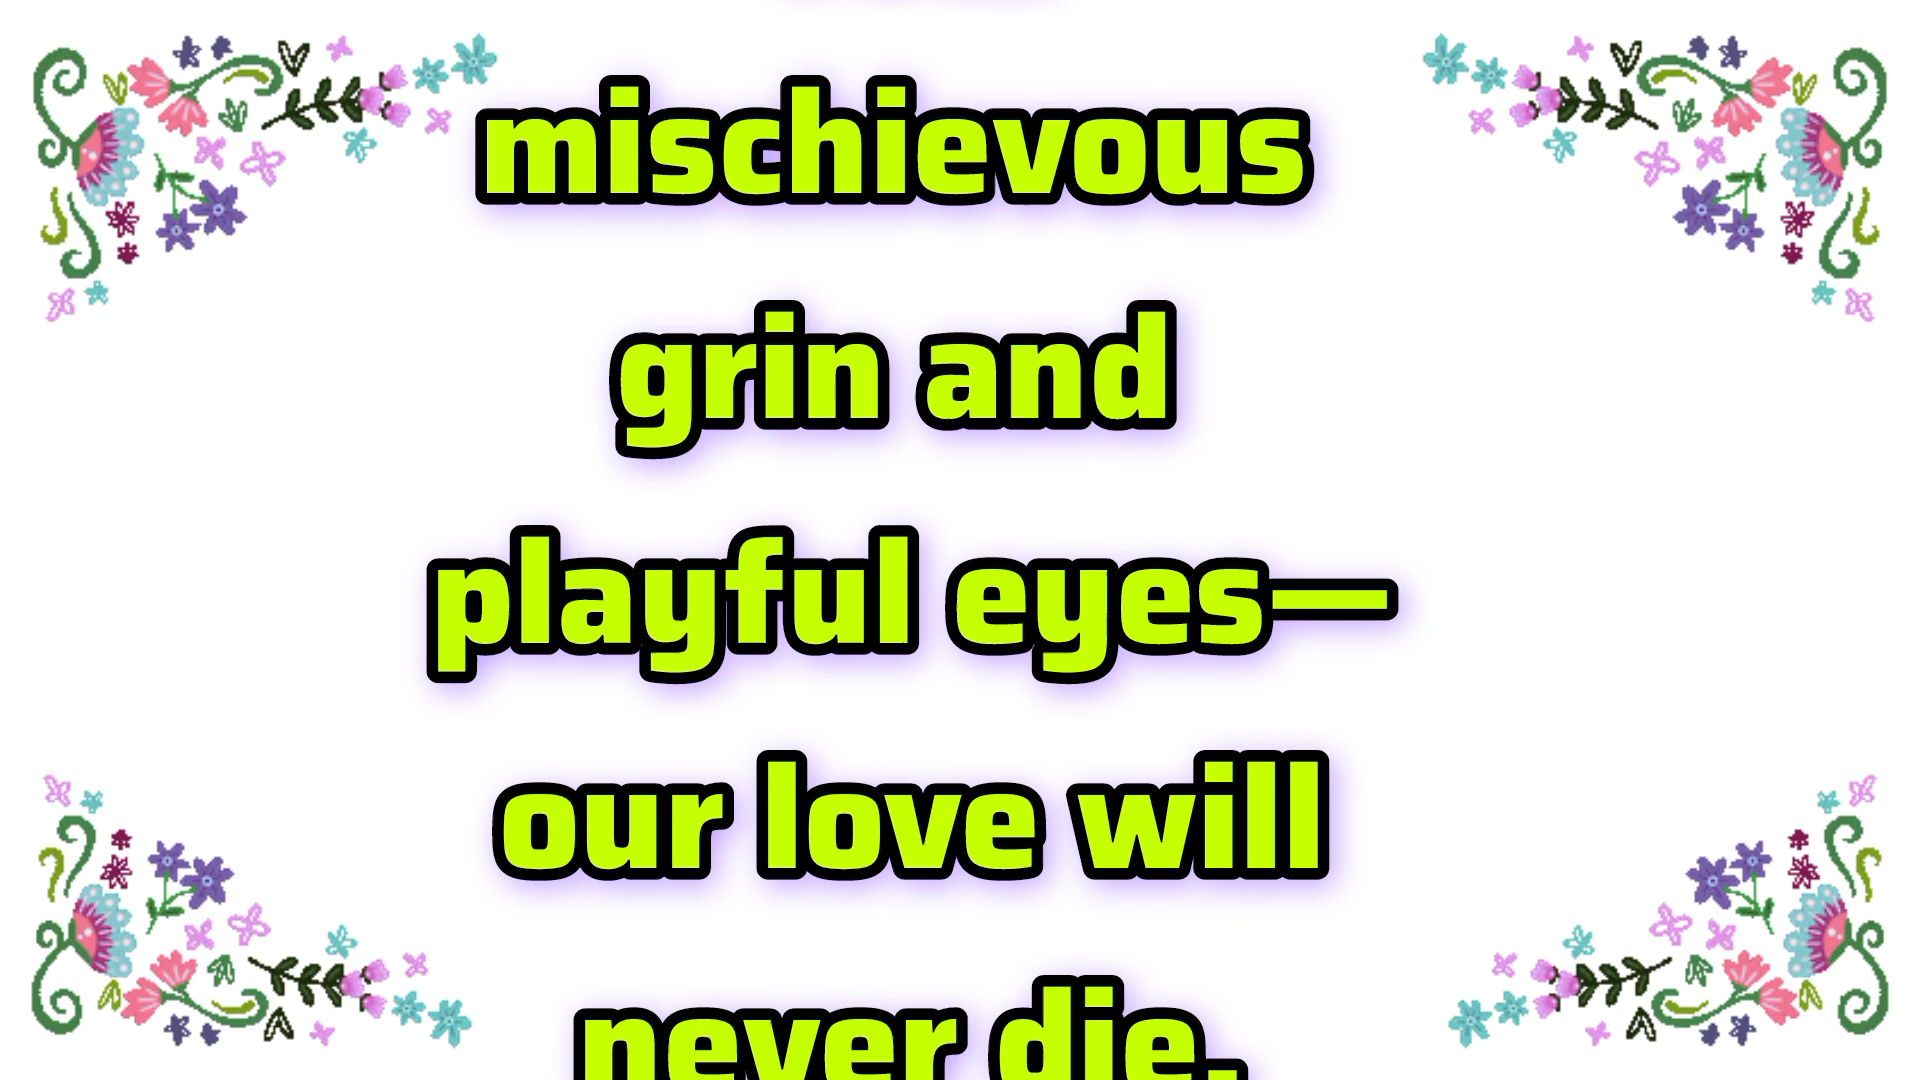 mischievous
grin and
playful eyes—
our love will
never die.